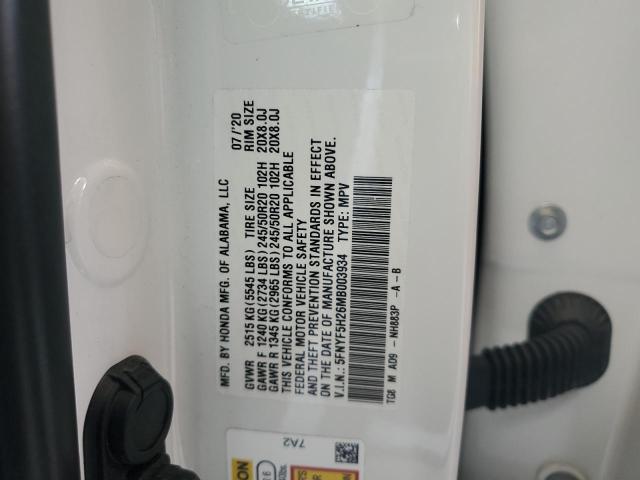 MFD. BY HONDA MFG. OF ALABAMA, LLC 07/'20
GVWR 2515 KG (5545 LBS) TIRE SIZE RIM SIZE
GAWR F 1240 KG (2734 LBS) 245/50R20 102H 20X8.0J
GAWR R 1345 KG (2965 LBS) 245/50R20 102H 20X8.0J
THIS VEHICLE CONFORMS TO ALL APPLICABLE
FEDERAL MOTOR VEHICLE SAFETY
AND THEFT PREVENTION STANDARDS IN EFFECT
ON THE DATE OF MANUFACTURE SHOWN ABOVE.
V.I.N.: 5FNYF5H26MB003934 TYPE: MPV
TG8 M A09 - NH883P -A -B
7A2